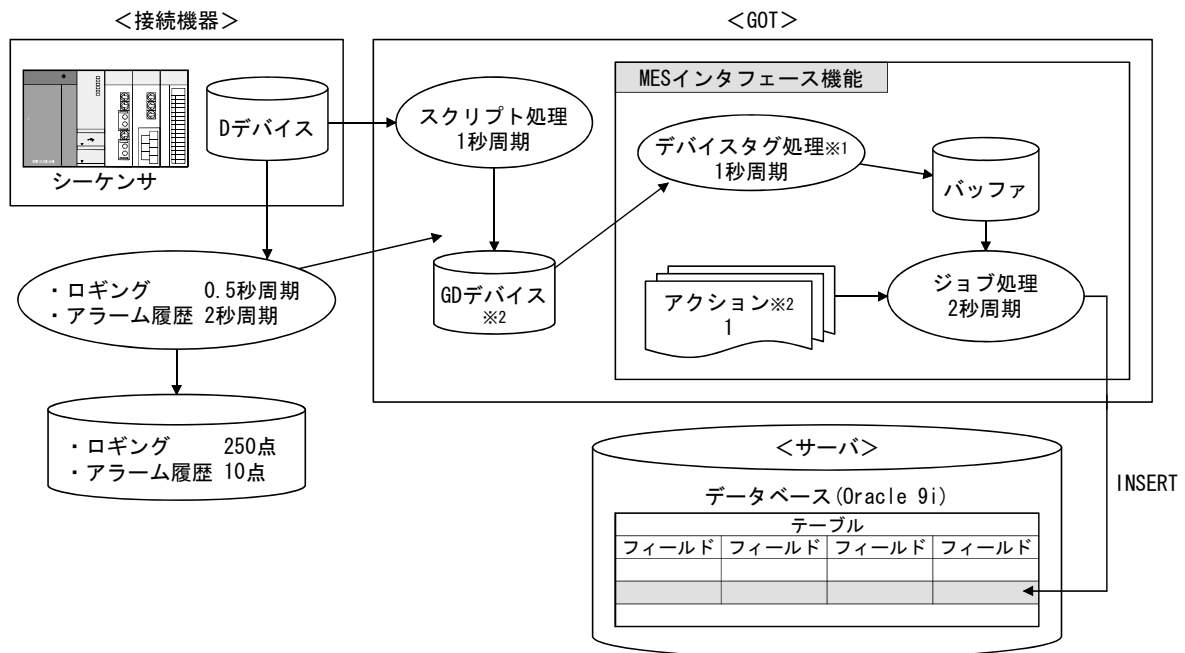 ＜接続機器＞
＜GOT＞
MESインタフェース機能
Dデバイス
シーケンサ
スクリプト処理
1秒周期
デバイスタグ処理※1
1秒周期
バッファ
・ロギング 0.5秒周期
・アラーム履歴 2秒周期
GDデバイス
※2
アクション※2
1
ジョブ処理
2秒周期
・ロギング 250点
・アラーム履歴 10点
＜サーバ＞
INSERT
データベース(Oracle 9i)
テーブル
フィールド フィールド フィールド フィールド